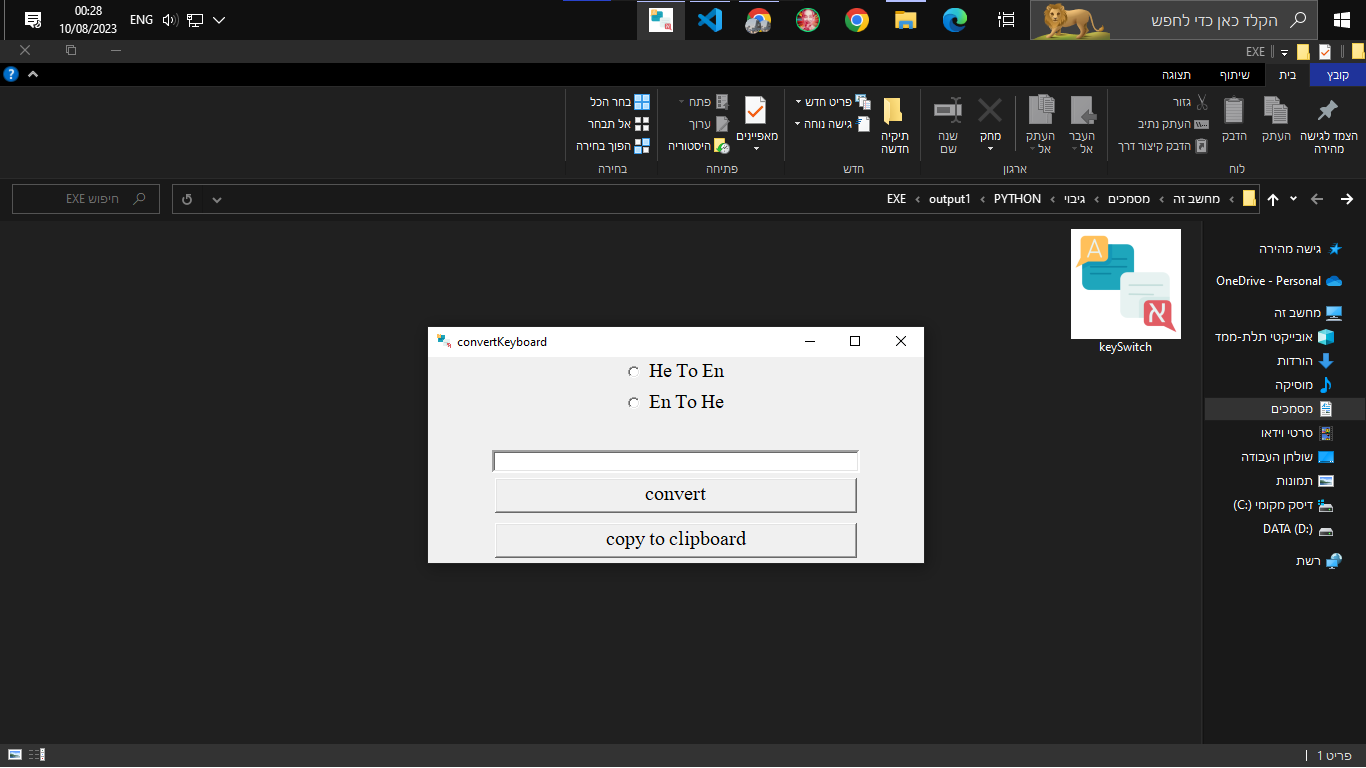 00:28
10/08/2023
ENG
הקלד כאן כדי לחפש
EXE
קובץ
בית
שיתוף
תצוגה
הצמד לגישה מהירה
העתק
הדבק
גזור
העתק נתיב
הדבק קיצור דרך
לוח
העבר אל
העתק אל
מחק
שנה שם
ארגון
תיקיה חדשה
פריט חדש
גישה נוחה
חדש
מאפיינים
פתח
ערוך
היסטוריה
פתיחה
בחר הכל
אל תבחר
הפוך בחירה
בחירה
מחשב זה
מסמכים
גיבוי
PYTHON
output1
EXE
חיפוש EXE
גישה מהירה
OneDrive - Personal
מחשב זה
אובייקטי תלת-ממד
הורדות
מוסיקה
מסמכים
סרטי וידאו
שולחן העבודה
תמונות
דיסק מקומי (C:)
DATA (D:)
רשת
A
א
keySwitch
convertKeyboard
He To En
En To He
convert
copy to clipboard
פריט 1